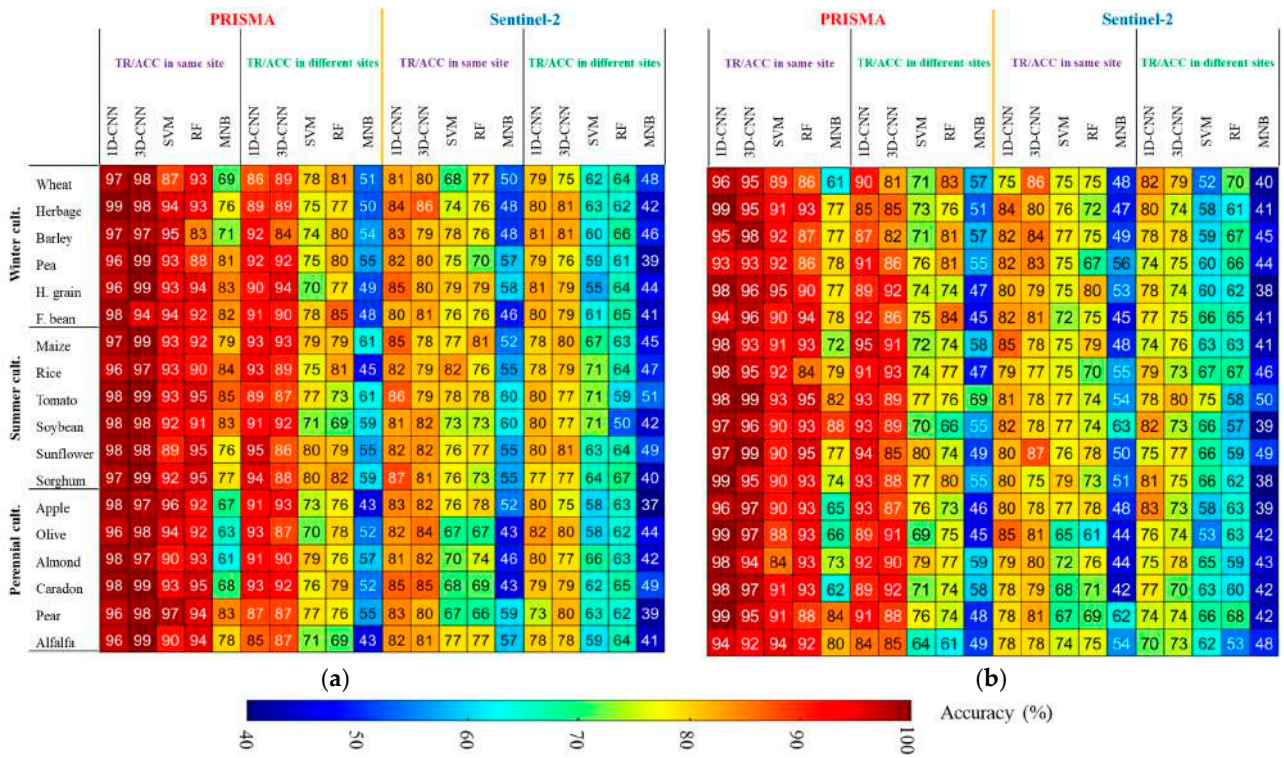 PRISMA Sentinel-2 PRISMA Sentinel-2
TR/ACC in same site TR/ACC in different sites TR/ACC in same site TR/ACC in different sites TR/ACC in same site TR/ACC in different sites TR/ACC in same site TR/ACC in different sites
1D-CNN 3D-CNN SVM RF MNB 1D-CNN 3D-CNN SVM RF MNB 1D-CNN 3D-CNN SVM RF MNB 1D-CNN 3D-CNN SVM RF MNB 1D-CNN 3D-CNN SVM RF MNB 1D-CNN 3D-CNN SVM RF MNB 1D-CNN 3D-CNN SVM RF MNB 1D-CNN 3D-CNN SVM RF MNB
Winter cult.
Wheat 97 98 87 93 69 86 89 78 81 51 81 80 68 77 50 79 75 62 64 48 96 95 89 86 61 90 81 71 83 57 75 86 75 75 48 82 79 52 70 40
Herbage 99 98 94 93 76 89 89 75 77 50 84 86 74 76 48 80 81 63 62 42 99 95 91 93 77 85 85 73 76 51 84 80 76 72 47 80 74 58 61 41
Barley 97 97 95 83 71 92 84 74 80 54 83 79 78 76 48 81 81 60 66 46 95 98 92 87 77 87 82 71 81 57 82 84 77 75 49 78 78 59 67 45
Pea 96 99 93 88 81 92 92 75 80 55 82 80 75 70 57 79 76 59 61 39 93 93 92 86 78 91 86 76 81 55 82 83 75 67 56 74 75 60 66 44
H. grain 96 99 93 94 83 90 94 70 77 49 85 80 79 79 58 81 79 55 64 44 98 96 95 90 77 89 92 74 74 47 80 79 75 80 53 78 74 60 62 38
F. bean 98 94 94 92 82 91 90 78 85 48 80 81 76 76 46 80 79 61 65 41 94 96 90 93 78 92 86 75 84 45 82 81 72 75 45 77 75 66 65 41
Summer cult.
Maize 97 99 93 92 79 93 93 79 79 61 85 78 77 81 52 78 80 67 63 45 98 93 91 93 72 95 91 72 74 58 85 78 75 79 48 74 76 63 63 41
Rice 96 97 93 90 84 93 89 75 81 45 82 79 82 76 55 79 78 71 64 47 98 95 92 84 79 91 93 74 77 47 79 77 75 70 55 79 73 67 67 46
Tomato 98 99 93 95 85 89 87 77 73 61 86 79 78 78 60 80 77 71 59 51 98 99 93 95 82 93 89 77 76 69 81 78 77 74 54 78 80 75 58 50
Soybean 98 98 92 91 83 91 92 71 69 59 81 82 73 73 60 82 78 71 50 42 97 96 90 93 88 93 89 70 66 55 82 78 77 74 63 82 73 66 57 39
Sunflower 98 98 89 95 76 95 86 80 79 55 82 82 76 77 55 82 81 63 64 49 97 99 90 95 77 94 85 80 74 49 80 87 76 78 50 77 75 66 59 49
Sorghum 97 99 92 95 77 94 88 80 82 59 87 81 76 73 55 77 77 64 67 40 95 97 90 93 74 93 88 77 80 55 80 75 79 73 51 81 75 66 62 38
Perennial cult.
Apple 98 97 96 92 67 91 93 73 76 43 83 82 76 78 52 80 75 58 63 37 96 97 90 93 65 93 87 76 73 46 80 78 77 78 48 83 73 58 63 39
Olive 96 98 94 92 63 93 87 70 78 52 82 84 67 67 43 82 80 58 62 44 99 97 88 93 66 89 91 69 75 45 85 81 65 61 44 76 74 53 63 42
Almond 98 97 90 93 61 91 90 79 76 57 81 82 70 74 46 80 77 66 63 42 98 94 84 93 73 92 90 79 77 59 79 80 72 76 44 80 78 65 59 43
Caradon 98 99 93 95 68 93 92 76 79 52 85 85 68 69 43 79 79 62 65 49 98 97 91 93 62 89 92 71 74 58 78 79 68 71 42 77 70 63 60 42
Pear 96 98 97 94 83 87 87 77 76 55 83 80 67 66 59 73 80 63 62 39 99 95 91 88 84 91 88 76 74 48 78 81 67 69 62 74 74 66 68 42
Alfalfa 96 99 90 94 78 85 87 71 69 43 82 81 77 77 57 78 78 59 64 41 94 92 94 92 80 84 85 64 61 49 78 78 74 75 54 70 73 62 53 48
(a) (b)
Accuracy (%)
40 50 60 70 80 90 100